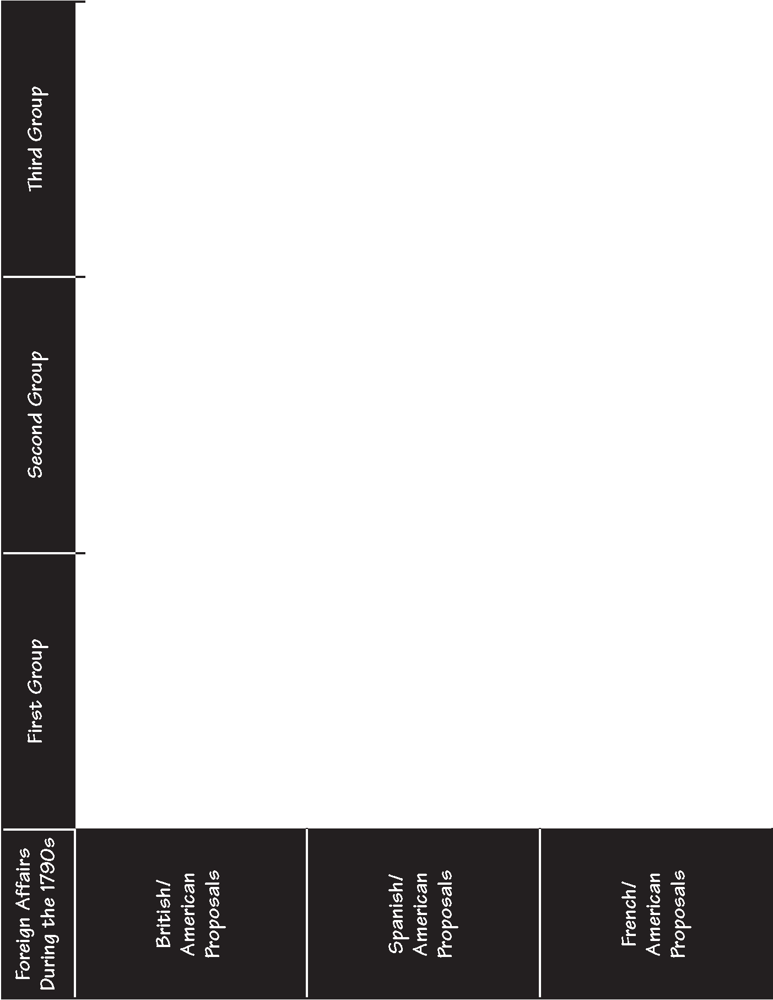 Foreign Affairs
During the 1790s
First Group
Second Group
Third Group
British/
American
Proposals
Spanish/
American
Proposals
French/
American
Proposals